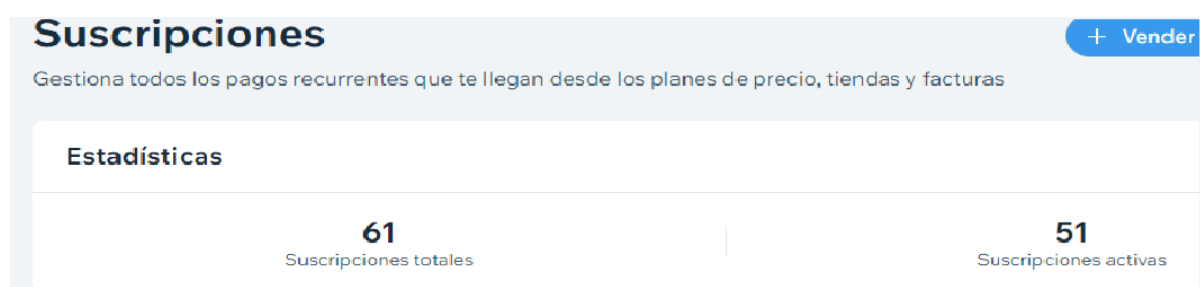 Suscripciones
+ Vender
Gestiona todos los pagos recurrentes que te llegan desde los planes de precio, tiendas y facturas
Estadísticas
61
51
Suscripciones totales
Suscripciones activas